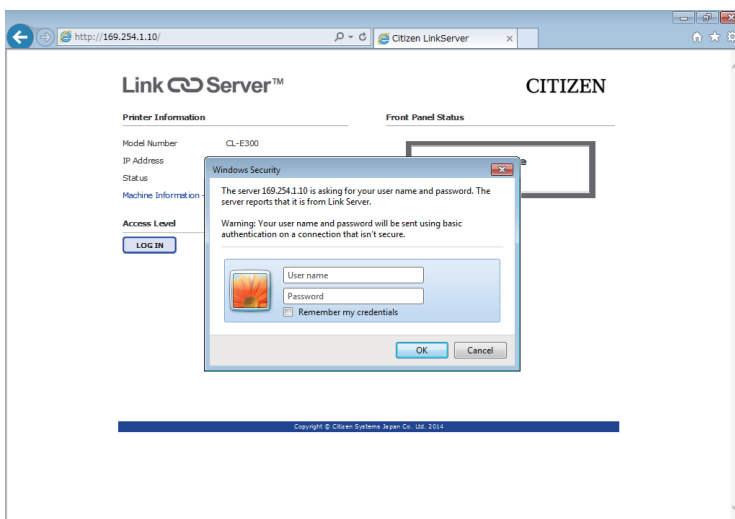 http://169.254.1.10/
Citizen LinkServer
Link Server™
CITIZEN
Printer Information
Front Panel Status
Model Number CL-E300
IP Address
Status
Machine Information -
Access Level
LOG IN
Windows Security
The server 169.254.1.10 is asking for your user name and password. The
server reports that it is from Link Server.
Warning: Your user name and password will be sent using basic
authentication on a connection that isn't secure.
User name
Password
Remember my credentials
OK Cancel
Copyright © Citizen Systems Japan Co. Ltd. 2014